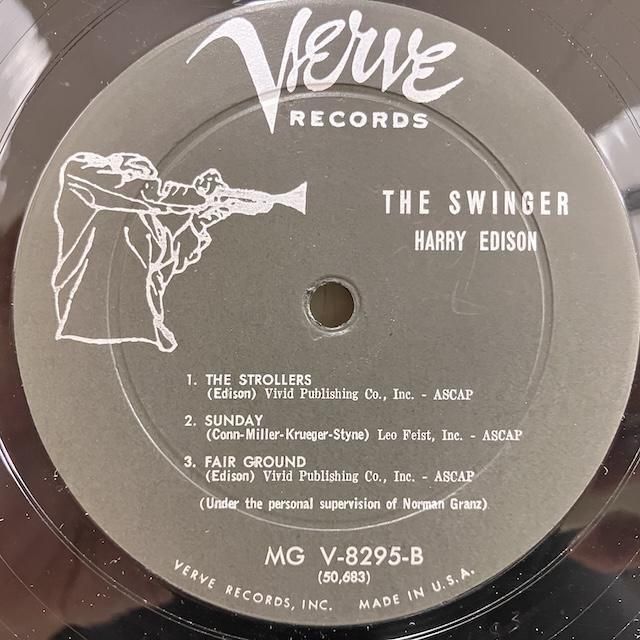 Verve
RECORDS
THE SWINGER
HARRY EDISON
1. THE STROLLERS
(Edison) Vivid Publishing Co., Inc. - ASCAP
2. SUNDAY
(Conn-Miller-Krueger-Styne) Leo Feist, Inc. - ASCAP
3. FAIR GROUND
(Edison) Vivid Publishing Co., Inc. - ASCAP
(Under the personal supervision of Norman Granz)
MG V-8295-B
(50,683)
VERVE RECORDS, INC. MADE IN U.S.A.